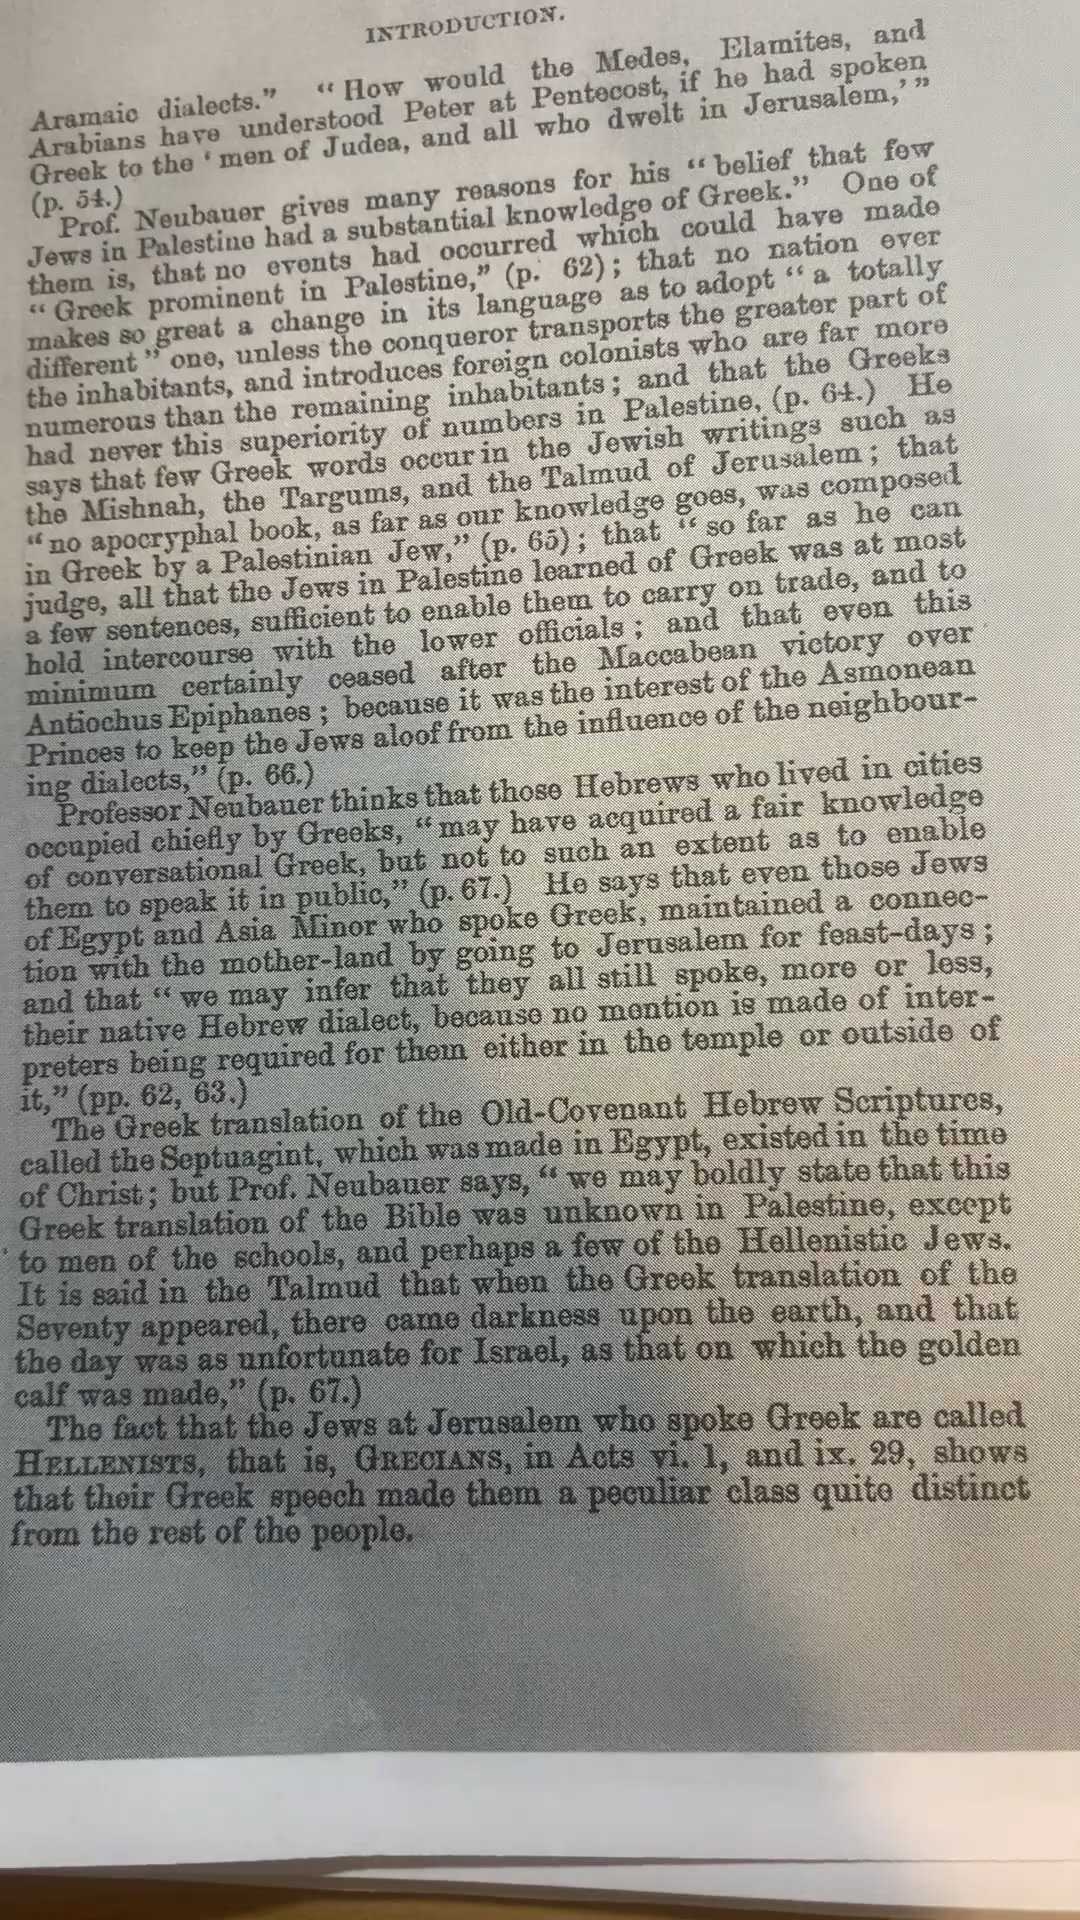 INTRODUCTION.
Aramaic dialects.” “How would the Medes, Elamites, and
Arabians have understood Peter at Pentecost, if he had spoken
Greek to the ‘men of Judea, and all who dwelt in Jerusalem,’”
(p. 54.)
Prof. Neubauer gives many reasons for his “belief that few
Jews in Palestine had a substantial knowledge of Greek.” One of
them is, that no events had occurred which could have made
“Greek prominent in Palestine,” (p. 62); that no nation ever
makes so great a change in its language as to adopt “a totally
different” one, unless the conqueror transports the greater part of
the inhabitants, and introduces foreign colonists who are far more
numerous than the remaining inhabitants; and that the Greeks
had never this superiority of numbers in Palestine, (p. 64.) He
says that few Greek words occur in the Jewish writings such as
the Mishnah, the Targums, and the Talmud of Jerusalem; that
“no apocryphal book, as far as our knowledge goes, was composed
in Greek by a Palestinian Jew,” (p. 65); that “so far as he can
judge, all that the Jews in Palestine learned of Greek was at most
a few sentences, sufficient to enable them to carry on trade, and to
hold intercourse with the lower officials; and that even this
minimum certainly ceased after the Maccabean victory over
Antiochus Epiphanes; because it was the interest of the Asmonean
Princes to keep the Jews aloof from the influence of the neighbour-
ing dialects,” (p. 66.)
Professor Neubauer thinks that those Hebrews who lived in cities
occupied chiefly by Greeks, “may have acquired a fair knowledge
of conversational Greek, but not to such an extent as to enable
them to speak it in public,” (p. 67.) He says that even those Jews
of Egypt and Asia Minor who spoke Greek, maintained a connec-
tion with the mother-land by going to Jerusalem for feast-days;
and that “we may infer that they all still spoke, more or less,
their native Hebrew dialect, because no mention is made of inter-
preters being required for them either in the temple or outside of
it,” (pp. 62, 63.)
The Greek translation of the Old-Covenant Hebrew Scriptures,
called the Septuagint, which was made in Egypt, existed in the time
of Christ; but Prof. Neubauer says, “we may boldly state that this
Greek translation of the Bible was unknown in Palestine, except
to men of the schools, and perhaps a few of the Hellenistic Jews.
It is said in the Talmud that when the Greek translation of the
Seventy appeared, there came darkness upon the earth, and that
the day was as unfortunate for Israel, as that on which the golden
calf was made,” (p. 67.)
The fact that the Jews at Jerusalem who spoke Greek are called
HELLENISTS, that is, GRECIANS, in Acts vi. 1, and ix. 29, shows
that their Greek speech made them a peculiar class quite distinct
from the rest of the people.